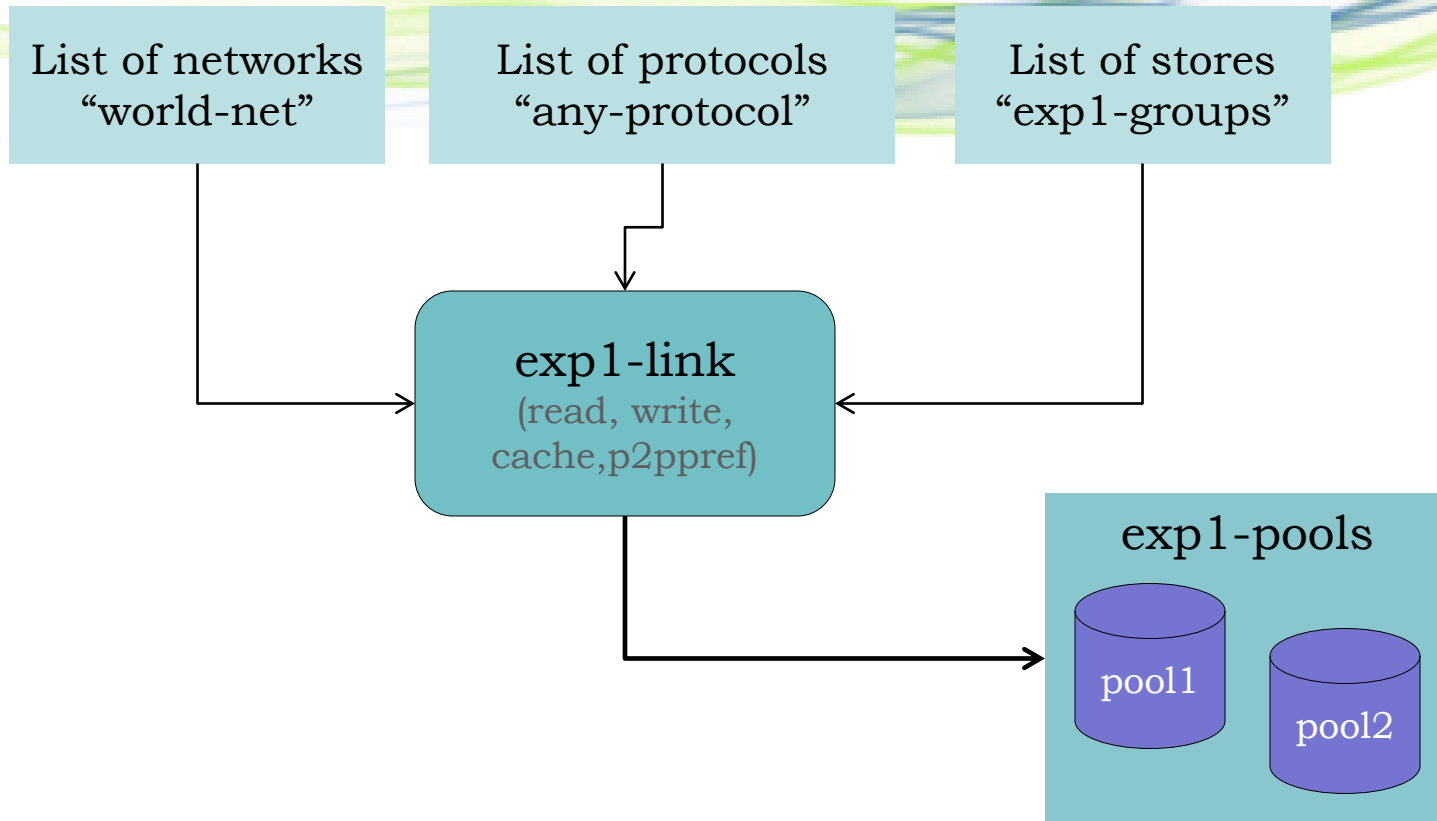 List of networks
“world-net”
List of protocols
“any-protocol”
List of stores
“exp1-groups”
exp1-link
(read, write,
cache,p2ppref)
exp1-pools
pool1
pool2